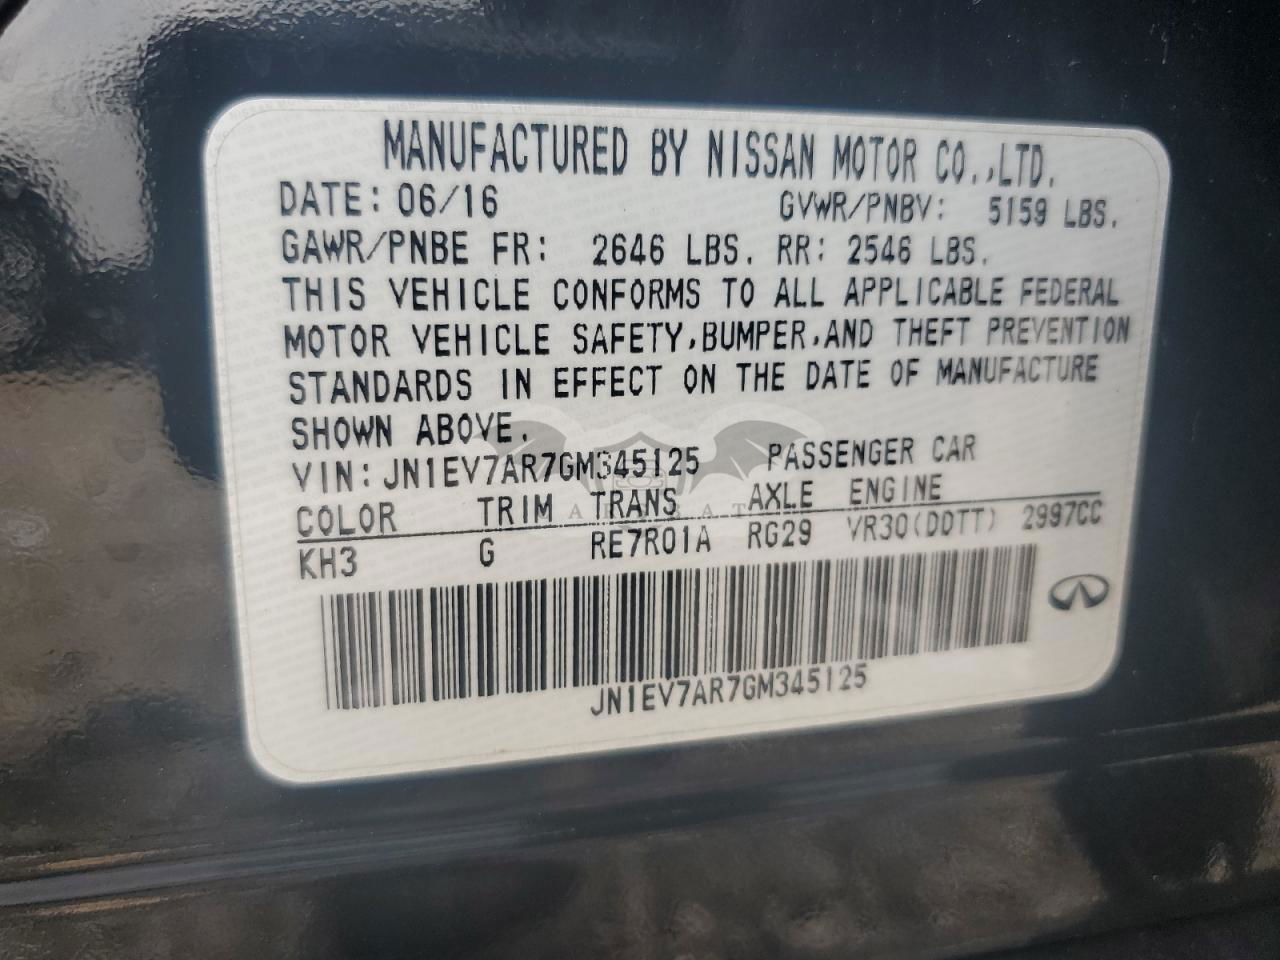 MANUFACTURED BY NISSAN MOTOR CO.,LTD.
DATE: 06/16 GVWR/PNBV: 5159 LBS.
GAWR/PNBE FR: 2646 LBS. RR: 2546 LBS.
THIS VEHICLE CONFORMS TO ALL APPLICABLE FEDERAL
MOTOR VEHICLE SAFETY,BUMPER,AND THEFT PREVENTION
STANDARDS IN EFFECT ON THE DATE OF MANUFACTURE
SHOWN ABOVE.
VIN:JN1EV7AR7GM345125 PASSENGER CAR
COLOR TRIM TRANS AXLE ENGINE
KH3 G RE7R01A RG29 VR30(DDTT) 2997CC
JN1EV7AR7GM345125